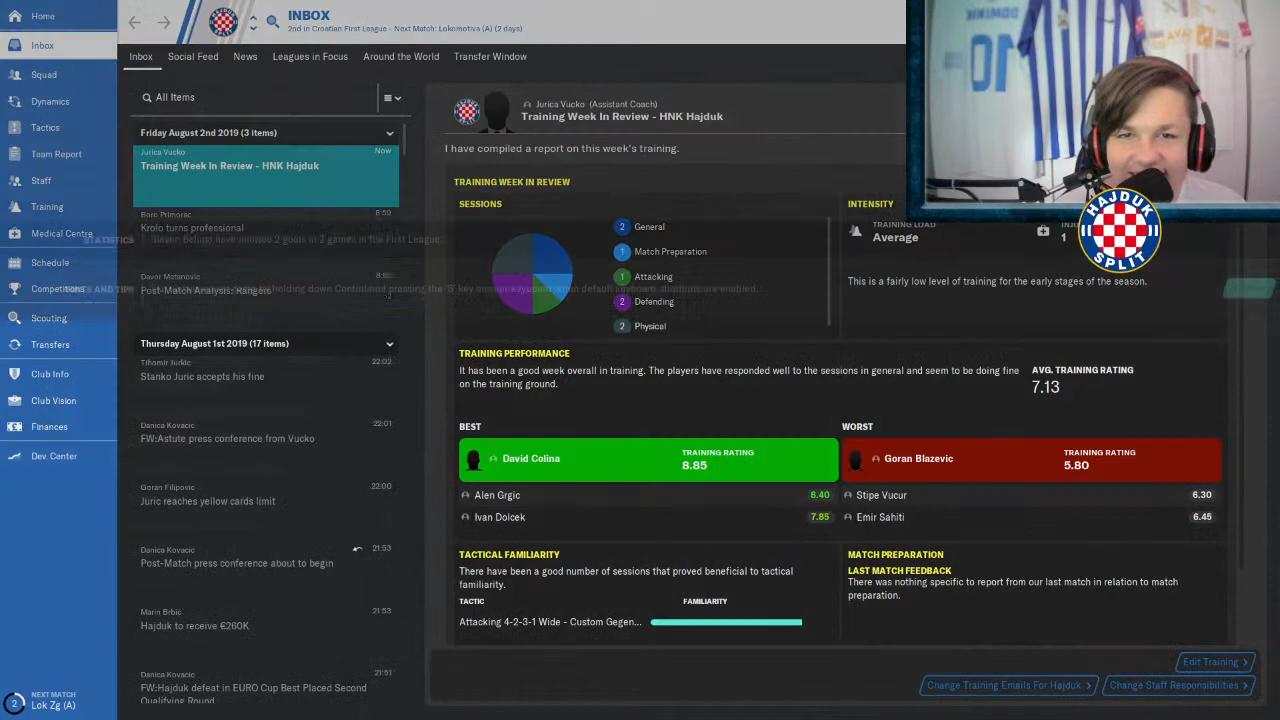 Home
Inbox
Squad
Dynamics
Tactics
Team Report
Staff
Training
Medical Centre
Schedule
Competitions
Scouting
Transfers
Club Info
Club Vision
Finances
Dev. Center
2
NEXT MATCH
Lok Zg (A)
INBOX
2nd in Croatian First League - Next Match: Lokomotiva (A) (2 days)
Inbox Social Feed News Leagues in Focus Around the World Transfer Window
All Items
Friday August 2nd 2019 (3 items)
Jurica Vucko Now
Training Week In Review - HNK Hajduk
Boro Primorac 8:59
Krolo turns professional
STATISTICS
Davor Matanovic
Post-Match Analysis: Rangers
Thursday August 1st 2019 (17 items)
Tihomir Jurkic 22:02
Stanko Juric accepts his fine
Danica Kovacic 22:01
FW:Astute press conference from Vucko
Goran Filipovic 22:00
Juric reaches yellow cards limit
Danica Kovacic 21:53
Post-Match press conference about to begin
Marin Brbic 21:53
Hajduk to receive €260K
Danica Kovacic 21:51
FW:Hajduk defeat in EURO Cup Best Placed Second
Qualifying Round
Jurica Vucko (Assistant Coach)
Training Week In Review - HNK Hajduk
I have compiled a report on this week's training.
TRAINING WEEK IN REVIEW
SESSIONS
2 General
1 Match Preparation
1 Attacking
2 Defending
2 Physical
INTENSITY
TRAINING LOAD
Average
1
This is a fairly low level of training for the early stages of the season.
HAJDUK
SPLIT
10
TRAINING PERFORMANCE
It has been a good week overall in training. The players have responded well to the sessions in general and seem to be doing fine
on the training ground.
AVG. TRAINING RATING
7.13
BEST
David Colina
TRAINING RATING
8.85
Alen Grgic 8.40
Ivan Dolcek 7.85
WORST
Goran Blazevic
TRAINING RATING
5.80
Stipe Vucur 6.30
Emir Sahiti 6.45
TACTICAL FAMILIARITY
There have been a good number of sessions that proved beneficial to tactical
familiarity.
TACTIC FAMILIARITY
Attacking 4-2-3-1 Wide - Custom Gegen...
MATCH PREPARATION
LAST MATCH FEEDBACK
There was nothing specific to report from our last match in relation to match
preparation.
Edit Training
Change Training Emails For Hajduk
Change Staff Responsibilities